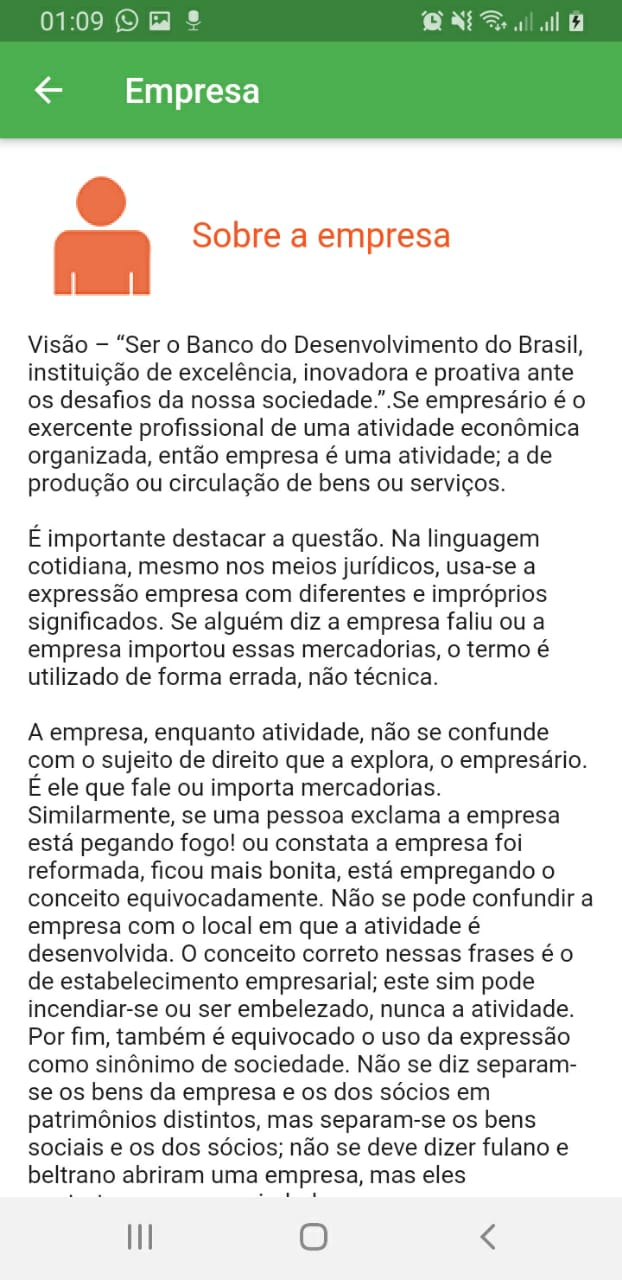 01:09
Empresa
Sobre a empresa
Visão – “Ser o Banco do Desenvolvimento do Brasil,
instituição de excelência, inovadora e proativa ante
os desafios da nossa sociedade.”.Se empresário é o
exercente profissional de uma atividade econômica
organizada, então empresa é uma atividade; a de
produção ou circulação de bens ou serviços.
É importante destacar a questão. Na linguagem
cotidiana, mesmo nos meios jurídicos, usa-se a
expressão empresa com diferentes e impróprios
significados. Se alguém diz a empresa faliu ou a
empresa importou essas mercadorias, o termo é
utilizado de forma errada, não técnica.
A empresa, enquanto atividade, não se confunde
com o sujeito de direito que a explora, o empresário.
É ele que fale ou importa mercadorias.
Similarmente, se uma pessoa exclama a empresa
está pegando fogo! ou constata a empresa foi
reformada, ficou mais bonita, está empregando o
conceito equivocadamente. Não se pode confundir a
empresa com o local em que a atividade é
desenvolvida. O conceito correto nessas frases é o
de estabelecimento empresarial; este sim pode
incendiar-se ou ser embelezado, nunca a atividade.
Por fim, também é equivocado o uso da expressão
como sinônimo de sociedade. Não se diz separam-
se os bens da empresa e os dos sócios em
patrimônios distintos, mas separam-se os bens
sociais e os dos sócios; não se deve dizer fulano e
beltrano abriram uma empresa, mas eles